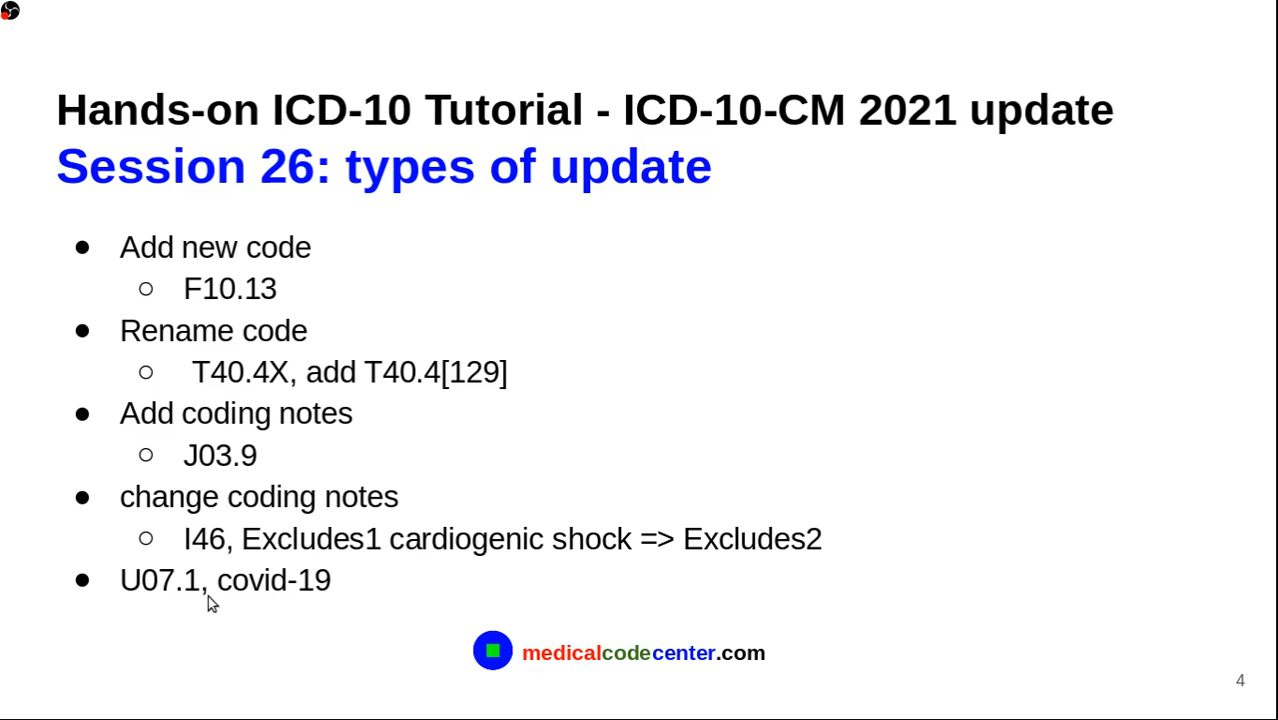 Hands-on ICD-10 Tutorial - ICD-10-CM 2021 update
Session 26: types of update
● Add new code
○ F10.13
● Rename code
○ T40.4X, add T40.4[129]
● Add coding notes
○ J03.9
● change coding notes
○ I46, Excludes1 cardiogenic shock => Excludes2
● U07.1, covid-19
medicalcodecenter.com
4